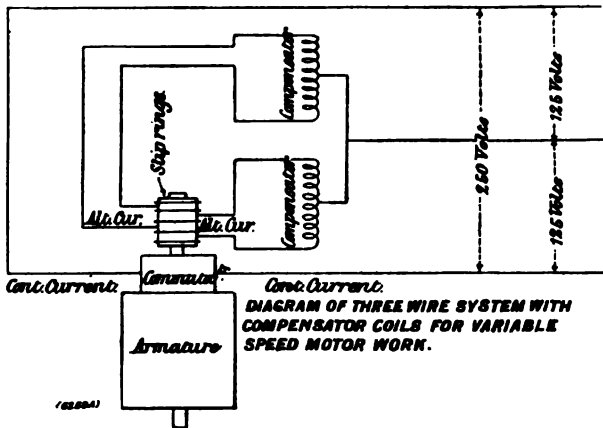 Compensator
Slip rings
Alt. Cur.
Compensator
Alt. Cur.
250 Volts
125 Volts
125 Volts
Cont. Current.
Commutat'r
Cont. Current.
DIAGRAM OF THREE WIRE SYSTEM WITH
COMPENSATOR COILS FOR VARIABLE
SPEED MOTOR WORK.
Armature